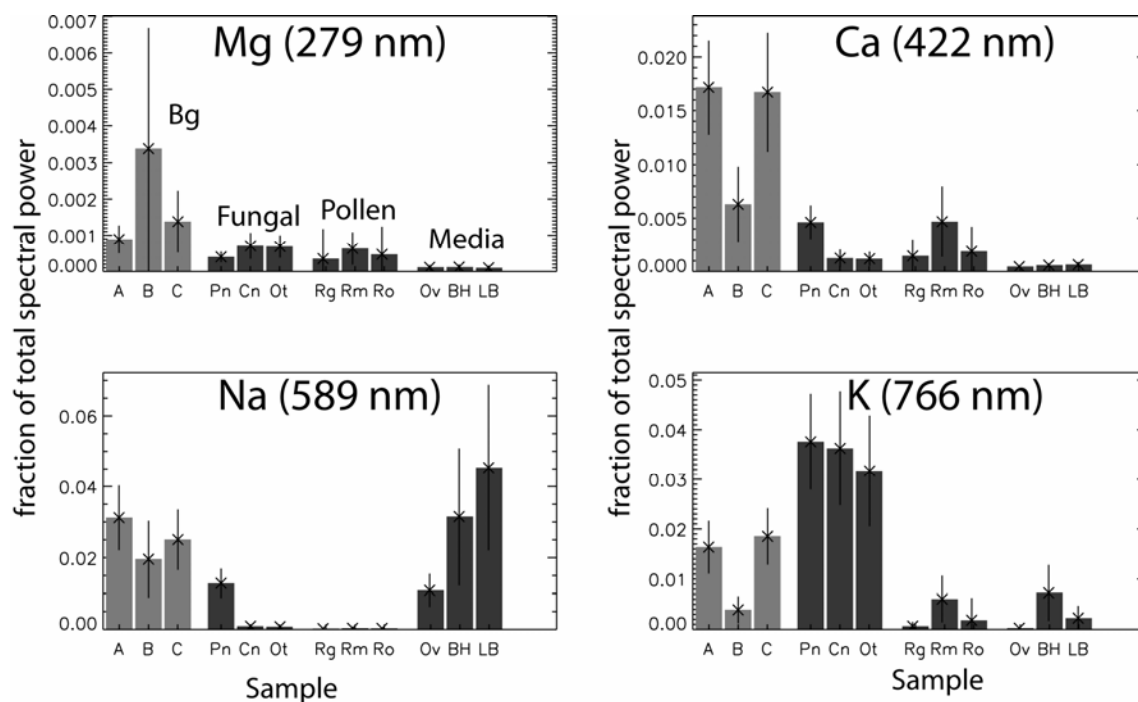 Mg (279 nm)
fraction of total spectral power
0.007
0.006
0.005
0.004
0.003
0.002
0.001
0.000
Bg
Fungal
Pollen
Media
A B C Pn Cn Ot Rg Rm Ro Ov BH LB
Ca (422 nm)
fraction of total spectral power
0.020
0.015
0.010
0.005
0.000
A B C Pn Cn Ot Rg Rm Ro Ov BH LB
Na (589 nm)
0.06
0.04
0.02
0.00
A B C Pn Cn Ot Rg Rm Ro Ov BH LB
Sample
K (766 nm)
0.05
0.04
0.03
0.02
0.01
0.00
A B C Pn Cn Ot Rg Rm Ro Ov BH LB
Sample